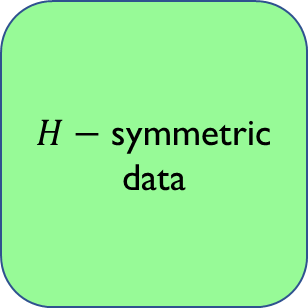 H − symmetric
data